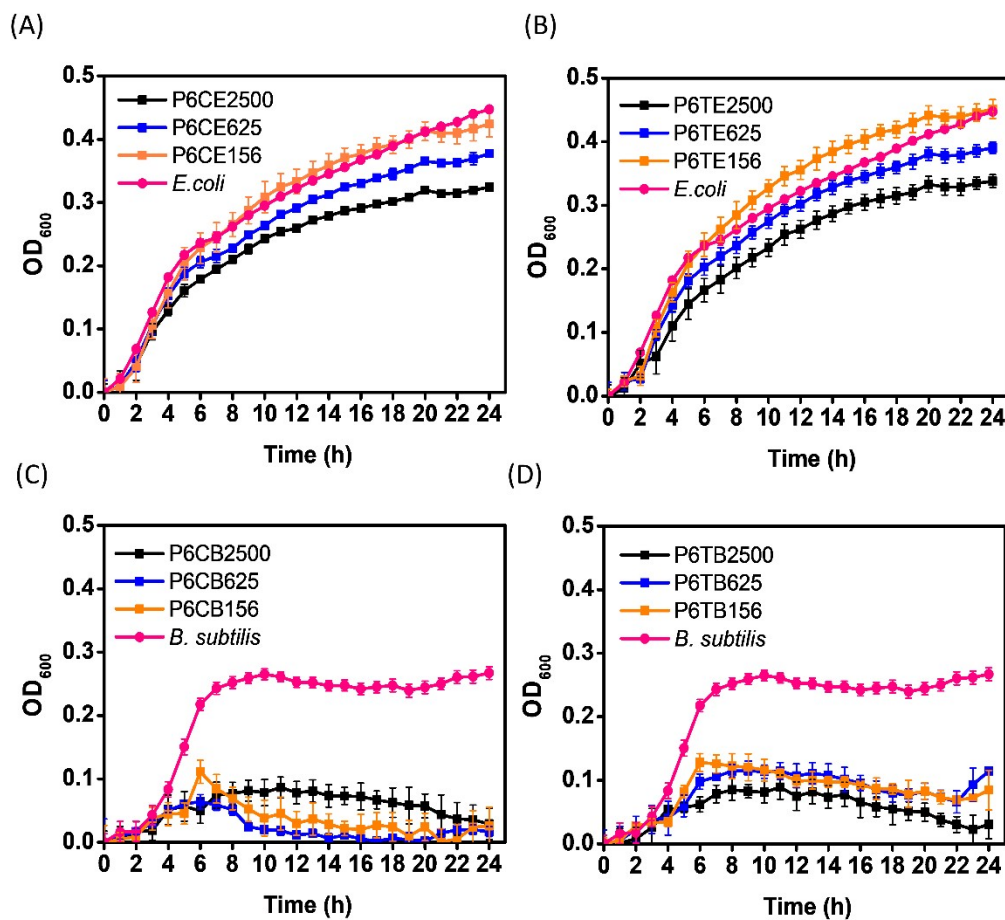 (A)
0.5
0.4
0.3
0.2
0.1
0.0
OD600
P6CE2500
P6CE625
P6CE156
E.coli
0 2 4 6 8 10 12 14 16 18 20 22 24
Time (h)
(B)
0.5
0.4
0.3
0.2
0.1
0.0
OD600
P6TE2500
P6TE625
P6TE156
E.coli
0 2 4 6 8 10 12 14 16 18 20 22 24
Time (h)
(C)
0.5
0.4
0.3
0.2
0.1
0.0
OD600
P6CB2500
P6CB625
P6CB156
B. subtilis
0 2 4 6 8 10 12 14 16 18 20 22 24
Time (h)
(D)
0.5
0.4
0.3
0.2
0.1
0.0
OD600
P6TB2500
P6TB625
P6TB156
B. subtilis
0 2 4 6 8 10 12 14 16 18 20 22 24
Time (h)